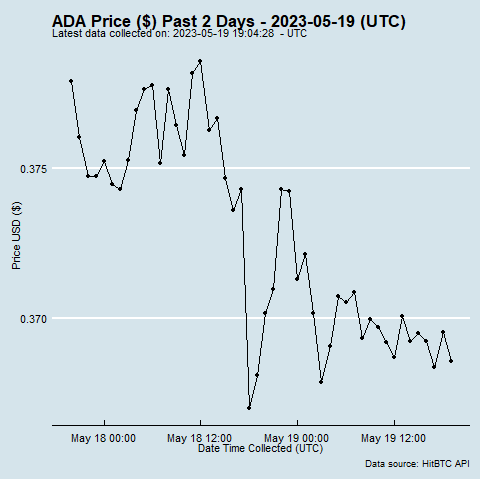 ADA Price ($) Past 2 Days - 2023-05-19 (UTC)
Latest data collected on: 2023-05-19 19:04:28  - UTC
0.375
Price USD ($)
0.370
May 18 00:00
May 18 12:00
May 19 00:00
May 19 12:00
Date Time Collected (UTC)
Data source: HitBTC API